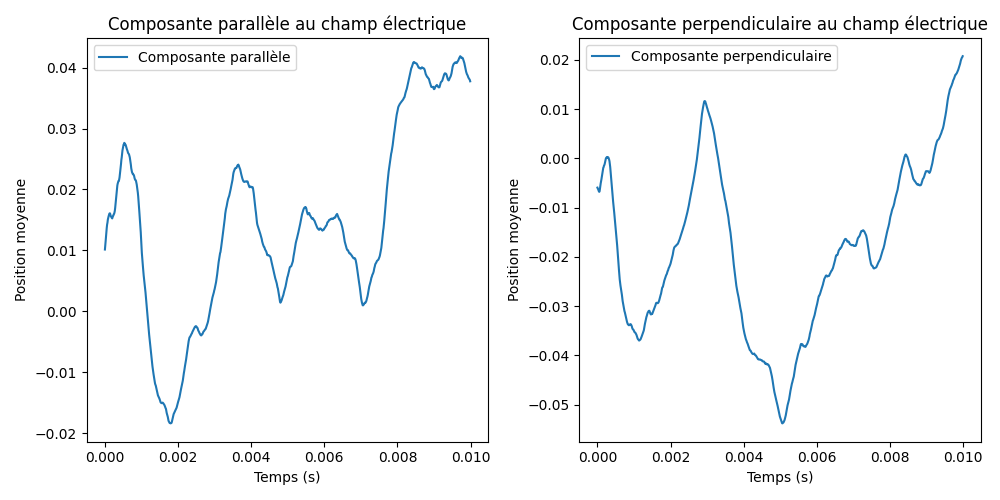 Composante parallèle au champ électrique
Composante parallèle
Position moyenne
0.04
0.03
0.02
0.01
0.00
−0.01
−0.02
0.000 0.002 0.004 0.006 0.008 0.010
Temps (s)
Composante perpendiculaire au champ électrique
Composante perpendiculaire
Position moyenne
0.02
0.01
0.00
−0.01
−0.02
−0.03
−0.04
−0.05
0.000 0.002 0.004 0.006 0.008 0.010
Temps (s)